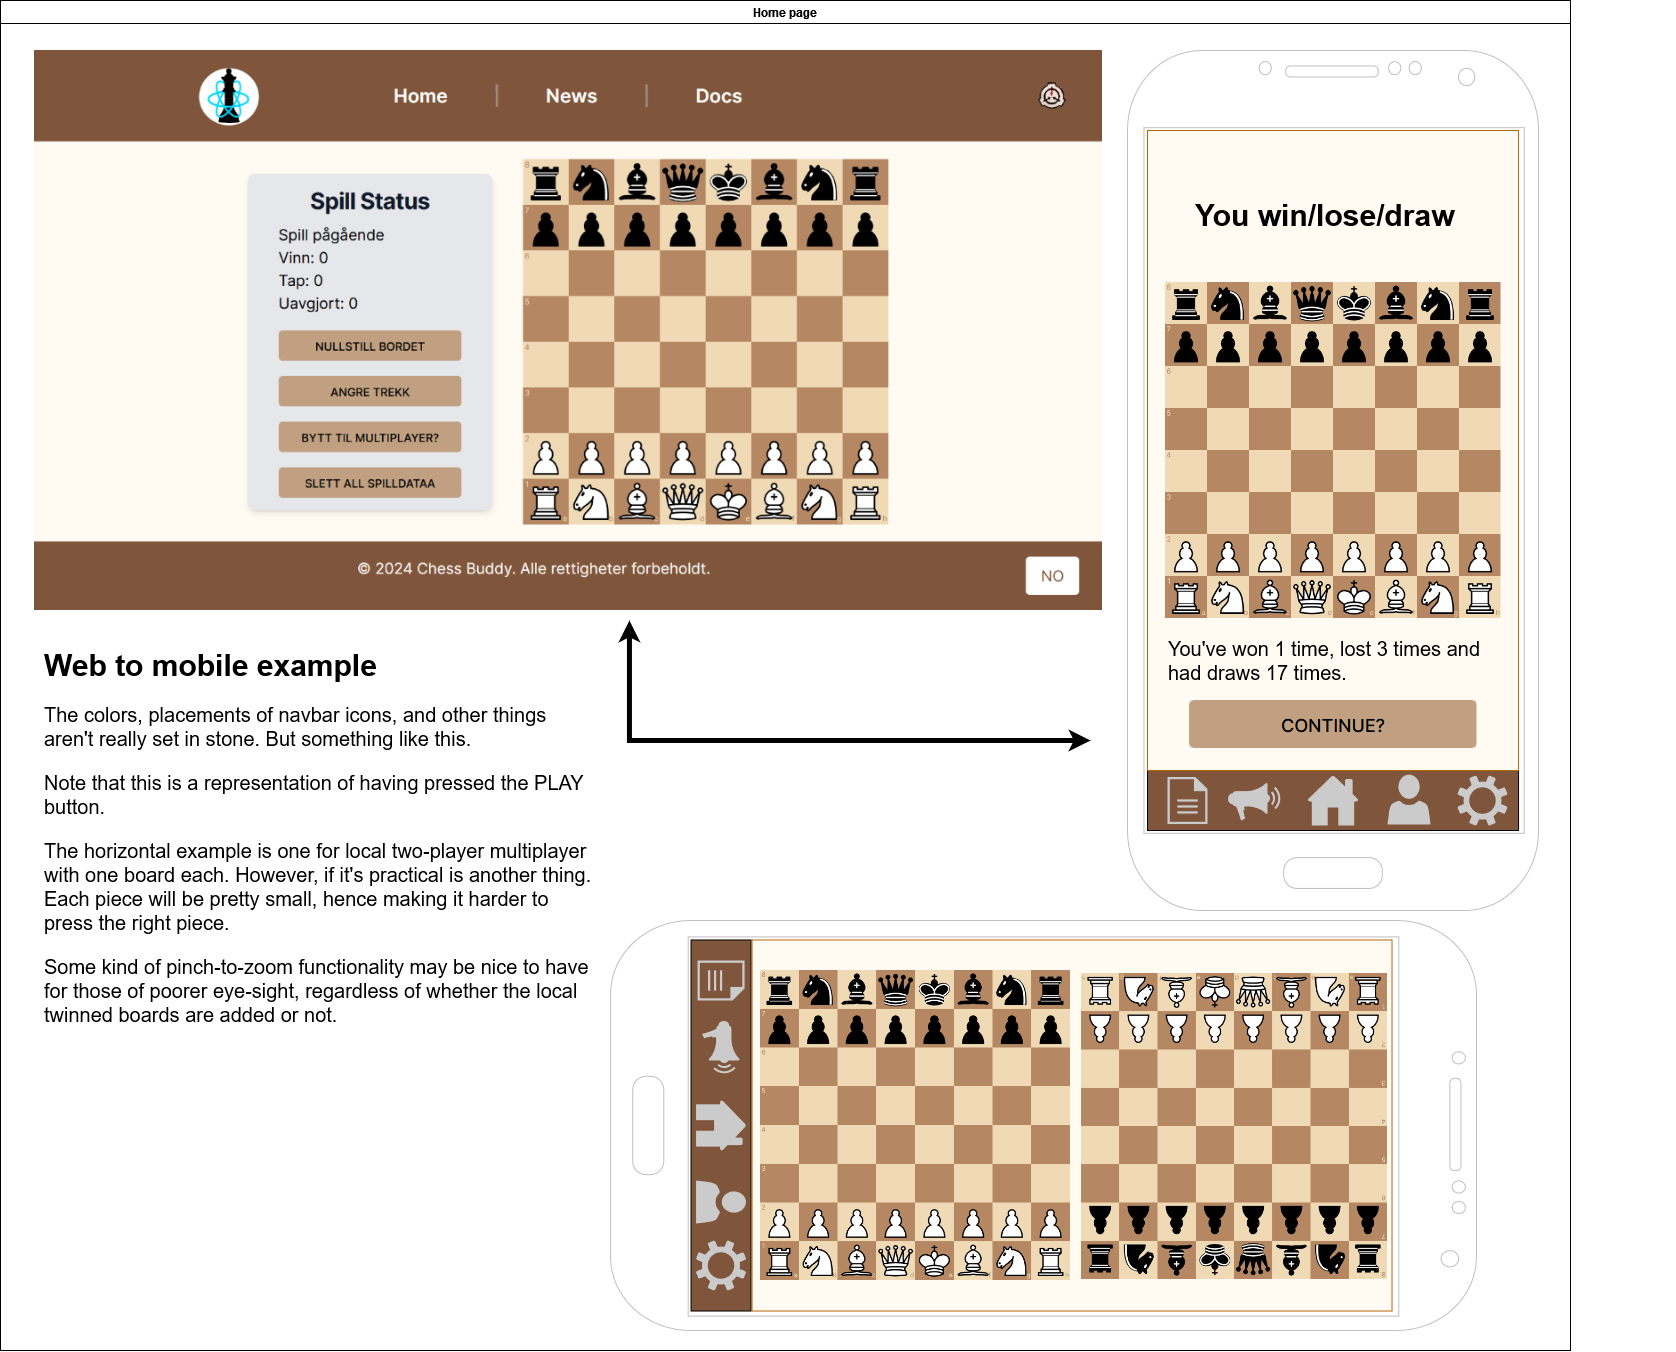 Home page
Home | News | Docs
Spill Status
Spill pågående
Vinn: 0
Tap: 0
Uavgjort: 0
NULLSTILL BORDET
ANGRE TREKK
BYTT TIL MULTIPLAYER?
SLETT ALL SPILLDATAA
© 2024 Chess Buddy. Alle rettigheter forbeholdt.
NO
You win/lose/draw
You've won 1 time, lost 3 times and
had draws 17 times.
CONTINUE?
Web to mobile example
The colors, placements of navbar icons, and other things
aren't really set in stone. But something like this.
Note that this is a representation of having pressed the PLAY
button.
The horizontal example is one for local two-player multiplayer
with one board each. However, if it's practical is another thing.
Each piece will be pretty small, hence making it harder to
press the right piece.
Some kind of pinch-to-zoom functionality may be nice to have
for those of poorer eye-sight, regardless of whether the local
twinned boards are added or not.